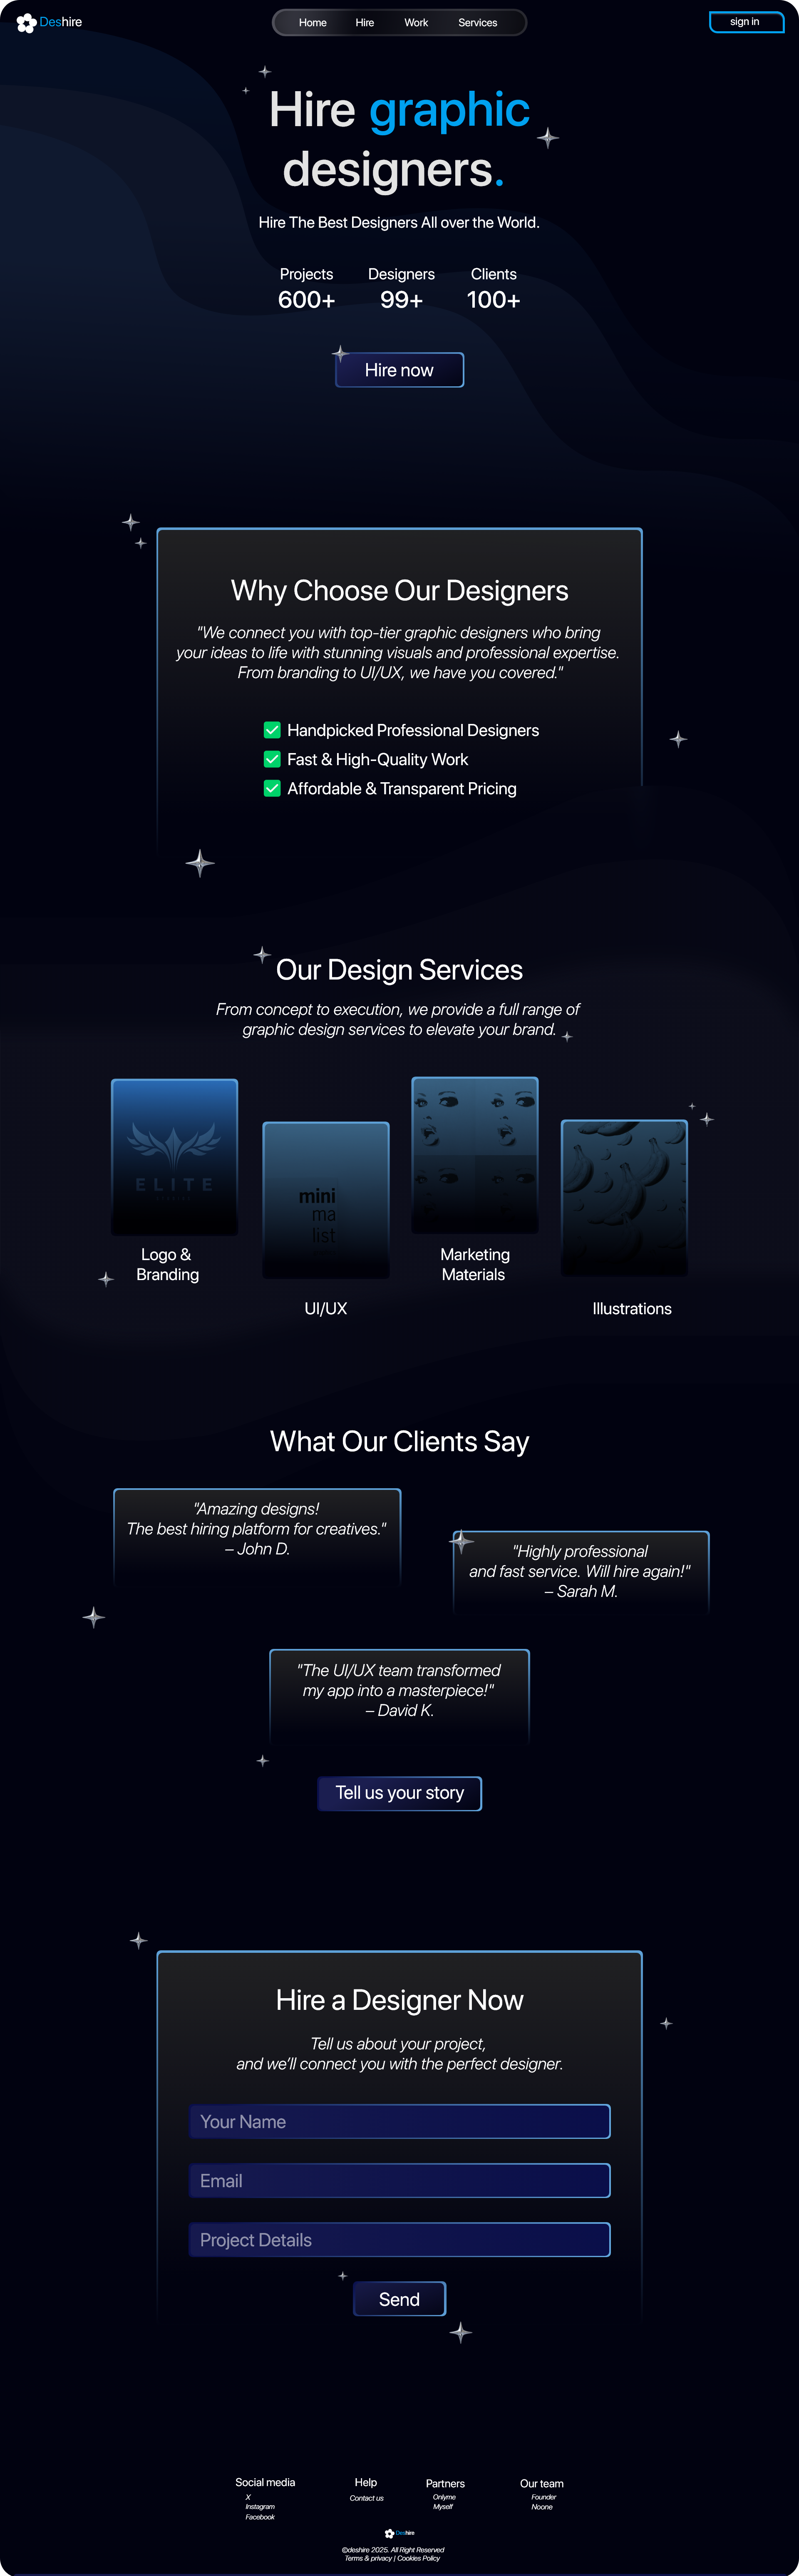 Deshire
Home Hire Work Services
sign in
Hire graphic
designers.
Hire The Best Designers All over the World.
Projects Designers Clients
600+ 99+ 100+
Hire now
Why Choose Our Designers
"We connect you with top-tier graphic designers who bring
your ideas to life with stunning visuals and professional expertise.
From branding to UI/UX, we have you covered."
Handpicked Professional Designers
Fast & High-Quality Work
Affordable & Transparent Pricing
Our Design Services
From concept to execution, we provide a full range of
graphic design services to elevate your brand.
ELITE
mini
ma
list
Logo &
Branding
UI/UX
Marketing
Materials
Illustrations
What Our Clients Say
"Amazing designs!
The best hiring platform for creatives."
– John D.
"Highly professional
and fast service. Will hire again!"
– Sarah M.
"The UI/UX team transformed
my app into a masterpiece!"
– David K.
Tell us your story
Hire a Designer Now
Tell us about your project,
and we'll connect you with the perfect designer.
Your Name
Email
Project Details
Send
Social media
X
Instagram
Facebook
Help
Contact us
Partners
Onlyme
Myself
Our team
Founder
Noone
Deshire
©deshire 2025. All Right Reserved
Terms & privacy | Cookies Policy